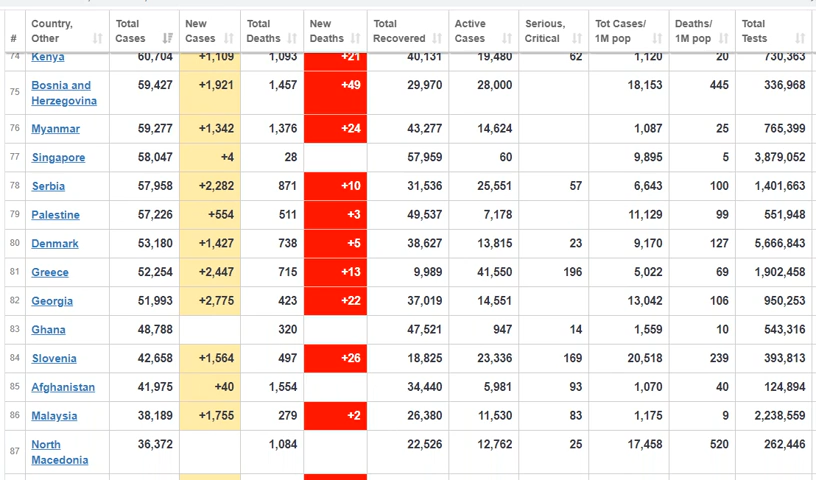 # Country, Other Total Cases New Cases Total Deaths New Deaths Total Recovered Active Cases Serious, Critical Tot Cases/ 1M pop Deaths/ 1M pop Total Tests
74 Kenya 60,704 +1,109 1,093 +21 40,131 19,480 62 1,120 20 730,363
75 Bosnia and Herzegovina 59,427 +1,921 1,457 +49 29,970 28,000 18,153 445 336,968
76 Myanmar 59,277 +1,342 1,376 +24 43,277 14,624 1,087 25 765,399
77 Singapore 58,047 +4 28 57,959 60 9,895 5 3,879,052
78 Serbia 57,958 +2,282 871 +10 31,536 25,551 57 6,643 100 1,401,663
79 Palestine 57,226 +554 511 +3 49,537 7,178 11,129 99 551,948
80 Denmark 53,180 +1,427 738 +5 38,627 13,815 23 9,170 127 5,666,843
81 Greece 52,254 +2,447 715 +13 9,989 41,550 196 5,022 69 1,902,458
82 Georgia 51,993 +2,775 423 +22 37,019 14,551 13,042 106 950,253
83 Ghana 48,788 320 47,521 947 14 1,559 10 543,316
84 Slovenia 42,658 +1,564 497 +26 18,825 23,336 169 20,518 239 393,813
85 Afghanistan 41,975 +40 1,554 34,440 5,981 93 1,070 40 124,894
86 Malaysia 38,189 +1,755 279 +2 26,380 11,530 83 1,175 9 2,238,559
87 North Macedonia 36,372 1,084 22,526 12,762 25 17,458 520 262,446